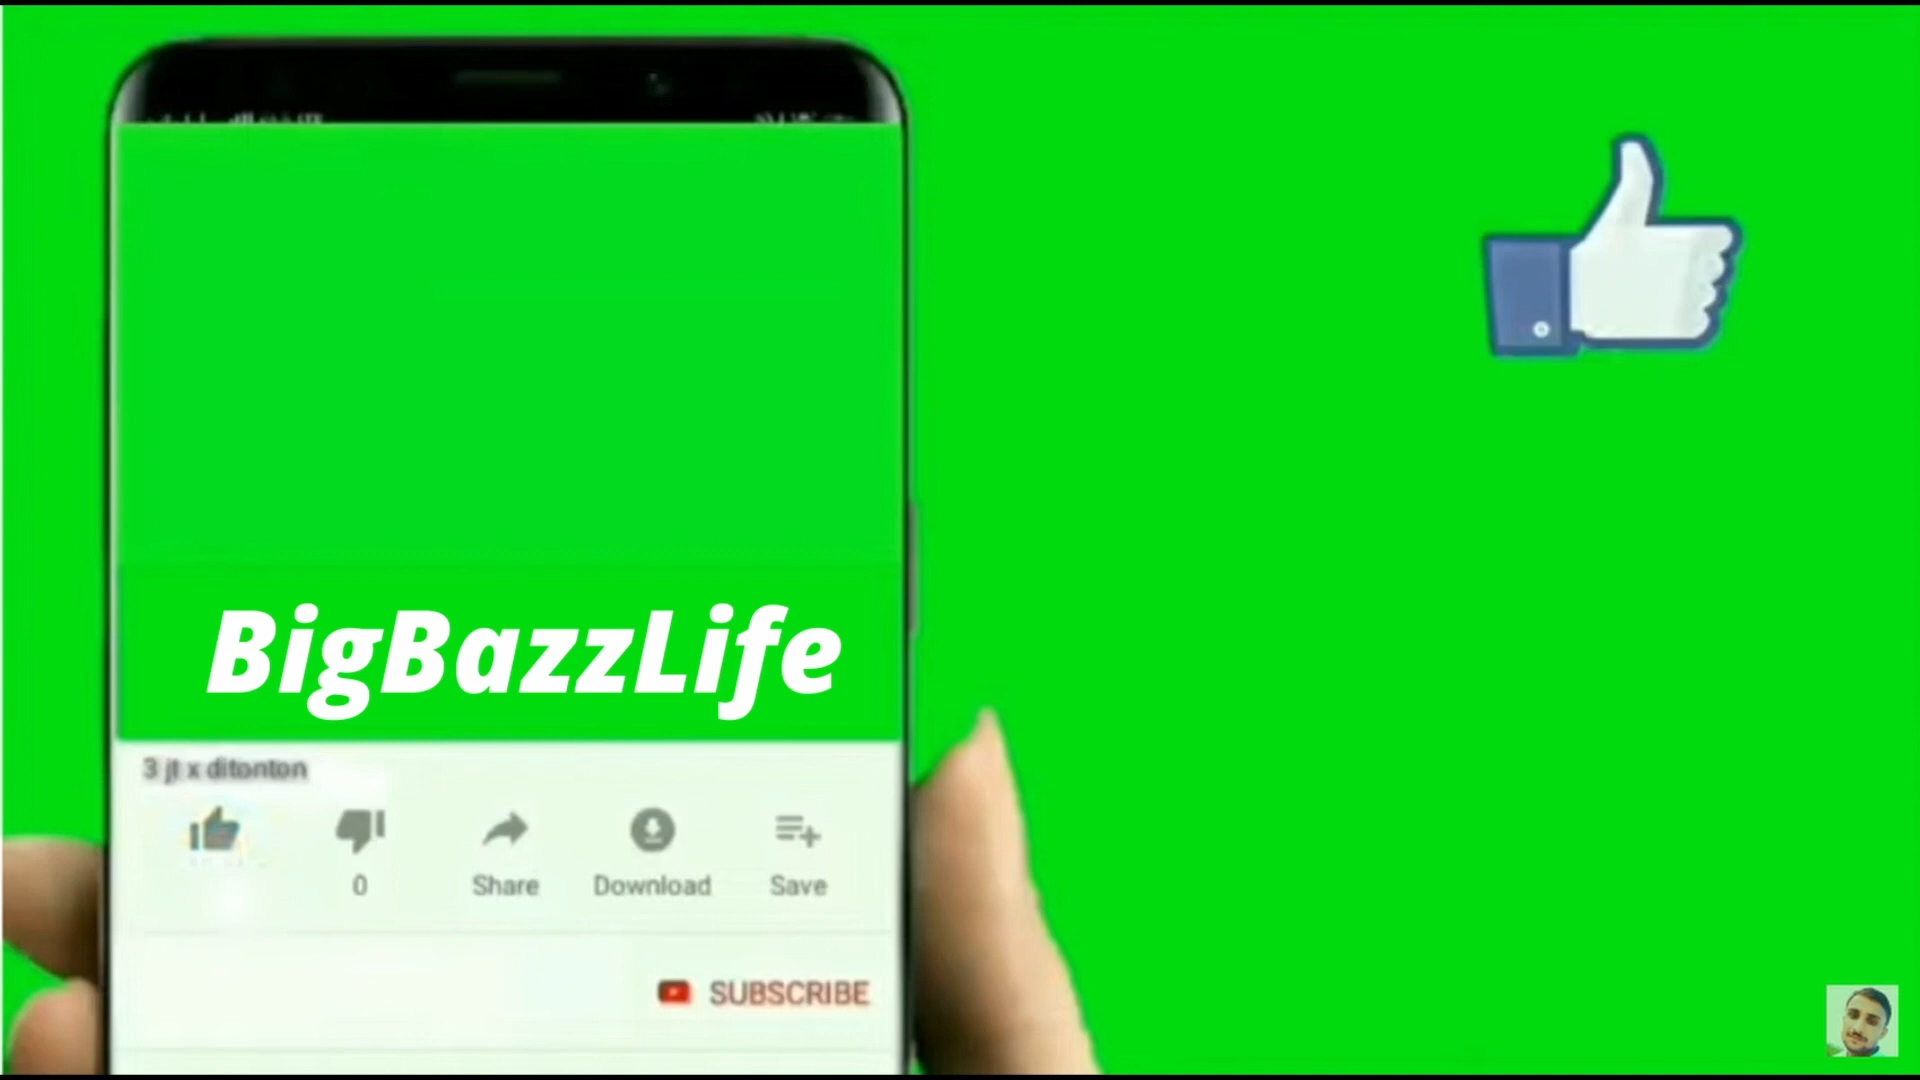 BigBazzLife
3 jt x ditonton
0
Share
Download
Save
SUBSCRIBE